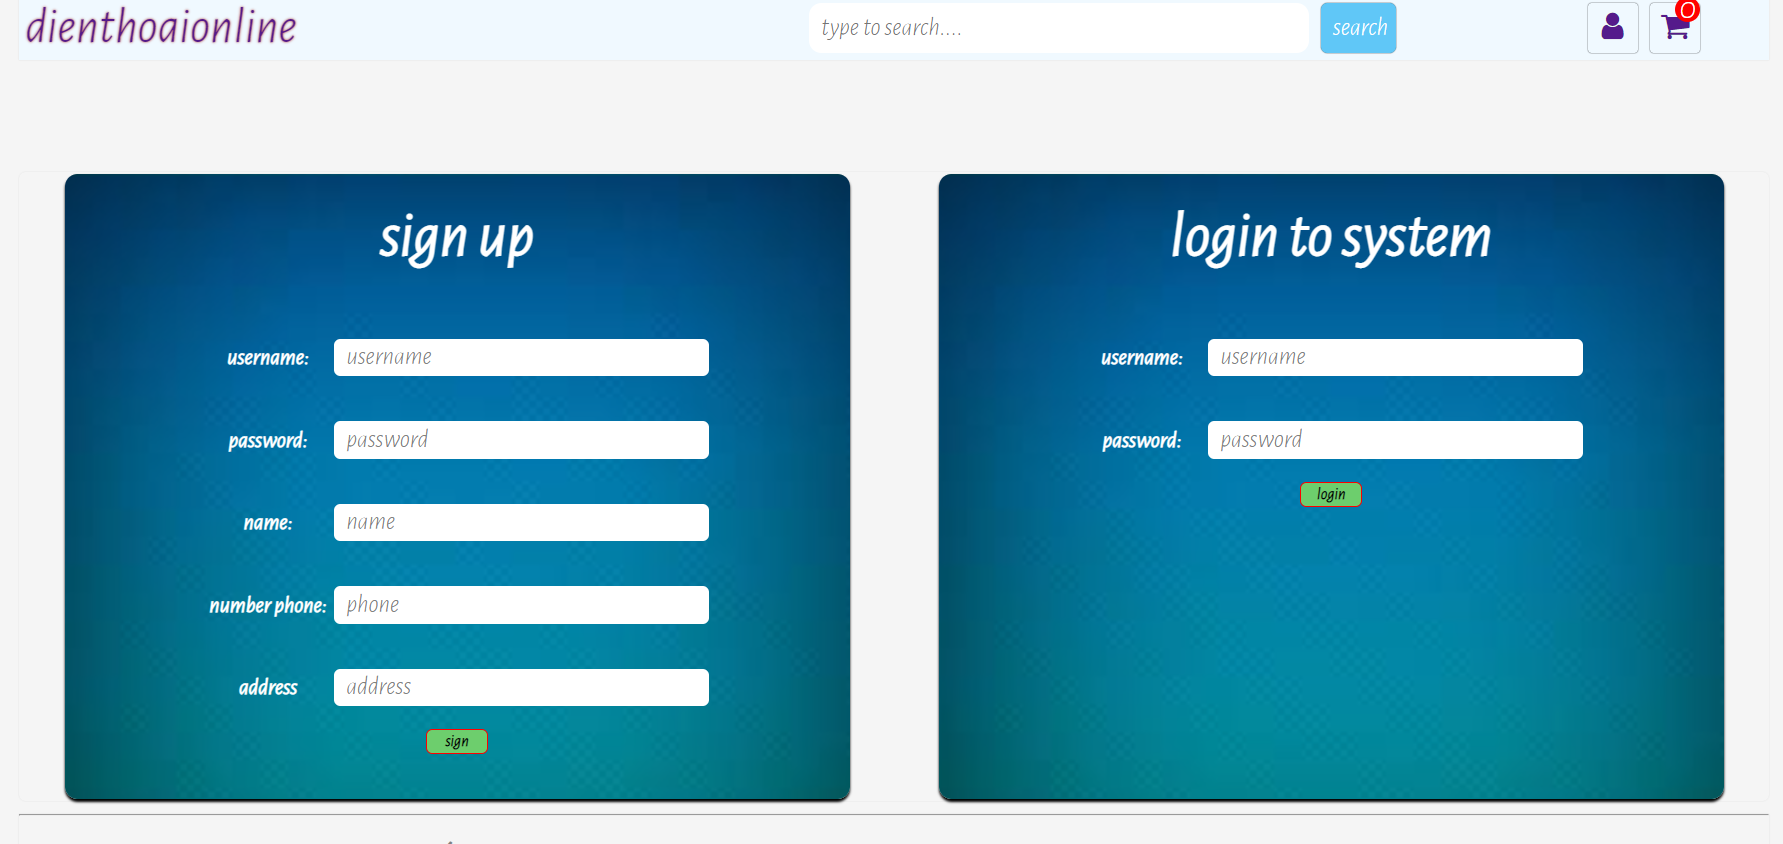 dienthoaionline
type to search....
search
0
sign up
username: username
password: password
name: name
number phone: phone
address address
sign
login to system
username: username
password: password
login